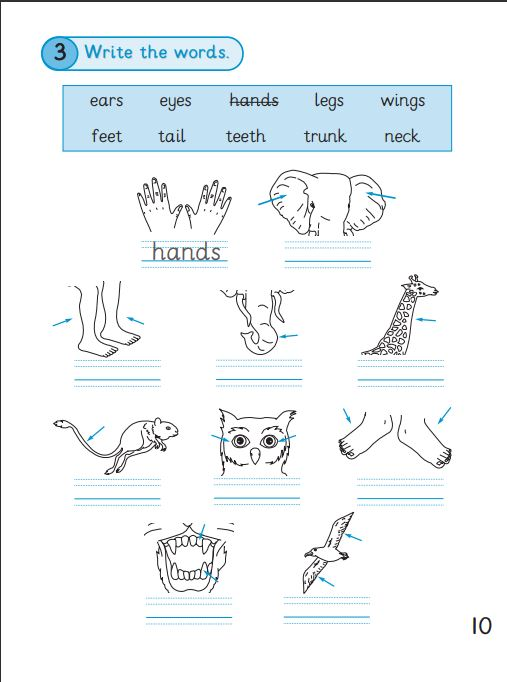 3 Write the words.
ears eyes hands legs wings
feet tail teeth trunk neck
hands
10